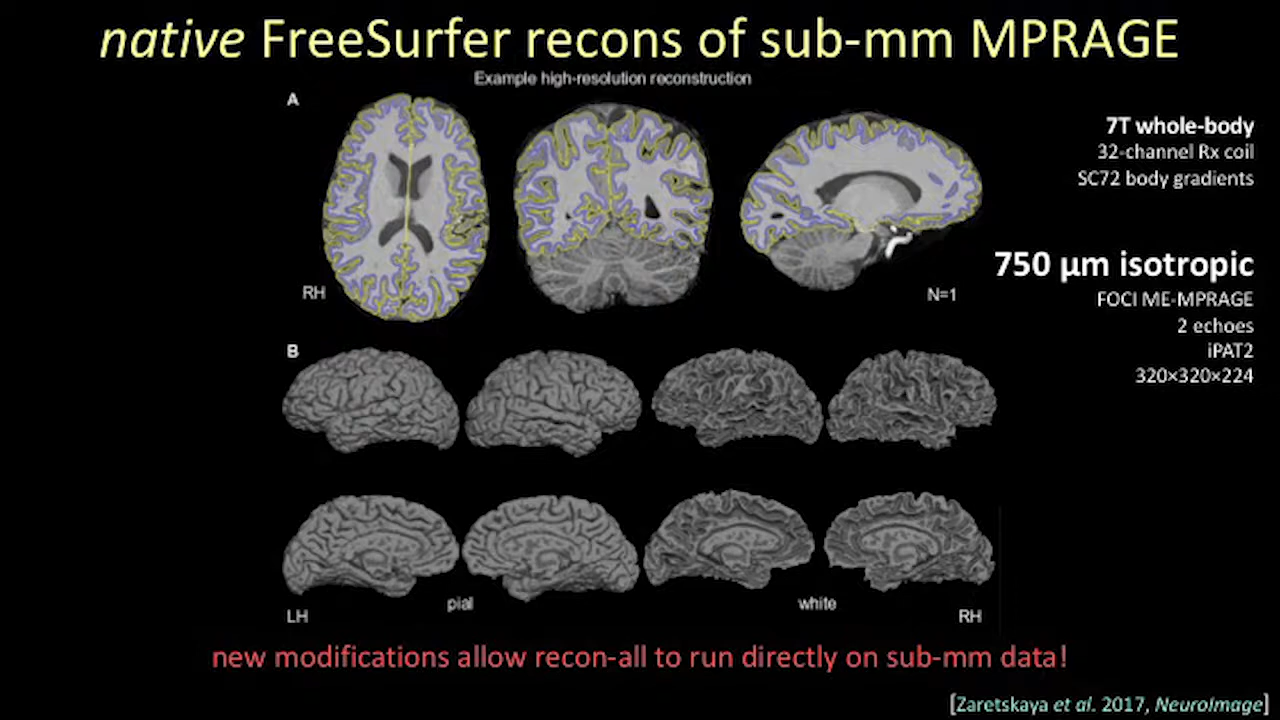 native FreeSurfer recons of sub-mm MPRAGE
Example high-resolution reconstruction
A
7T whole-body
32-channel Rx coil
SC72 body gradients
750 µm isotropic
FOCI ME-MPRAGE
2 echoes
iPAT2
320×320×224
RH
N=1
B
pial
white
LH
RH
new modifications allow recon-all to run directly on sub-mm data!
[Zaretskaya et al. 2017, NeuroImage]